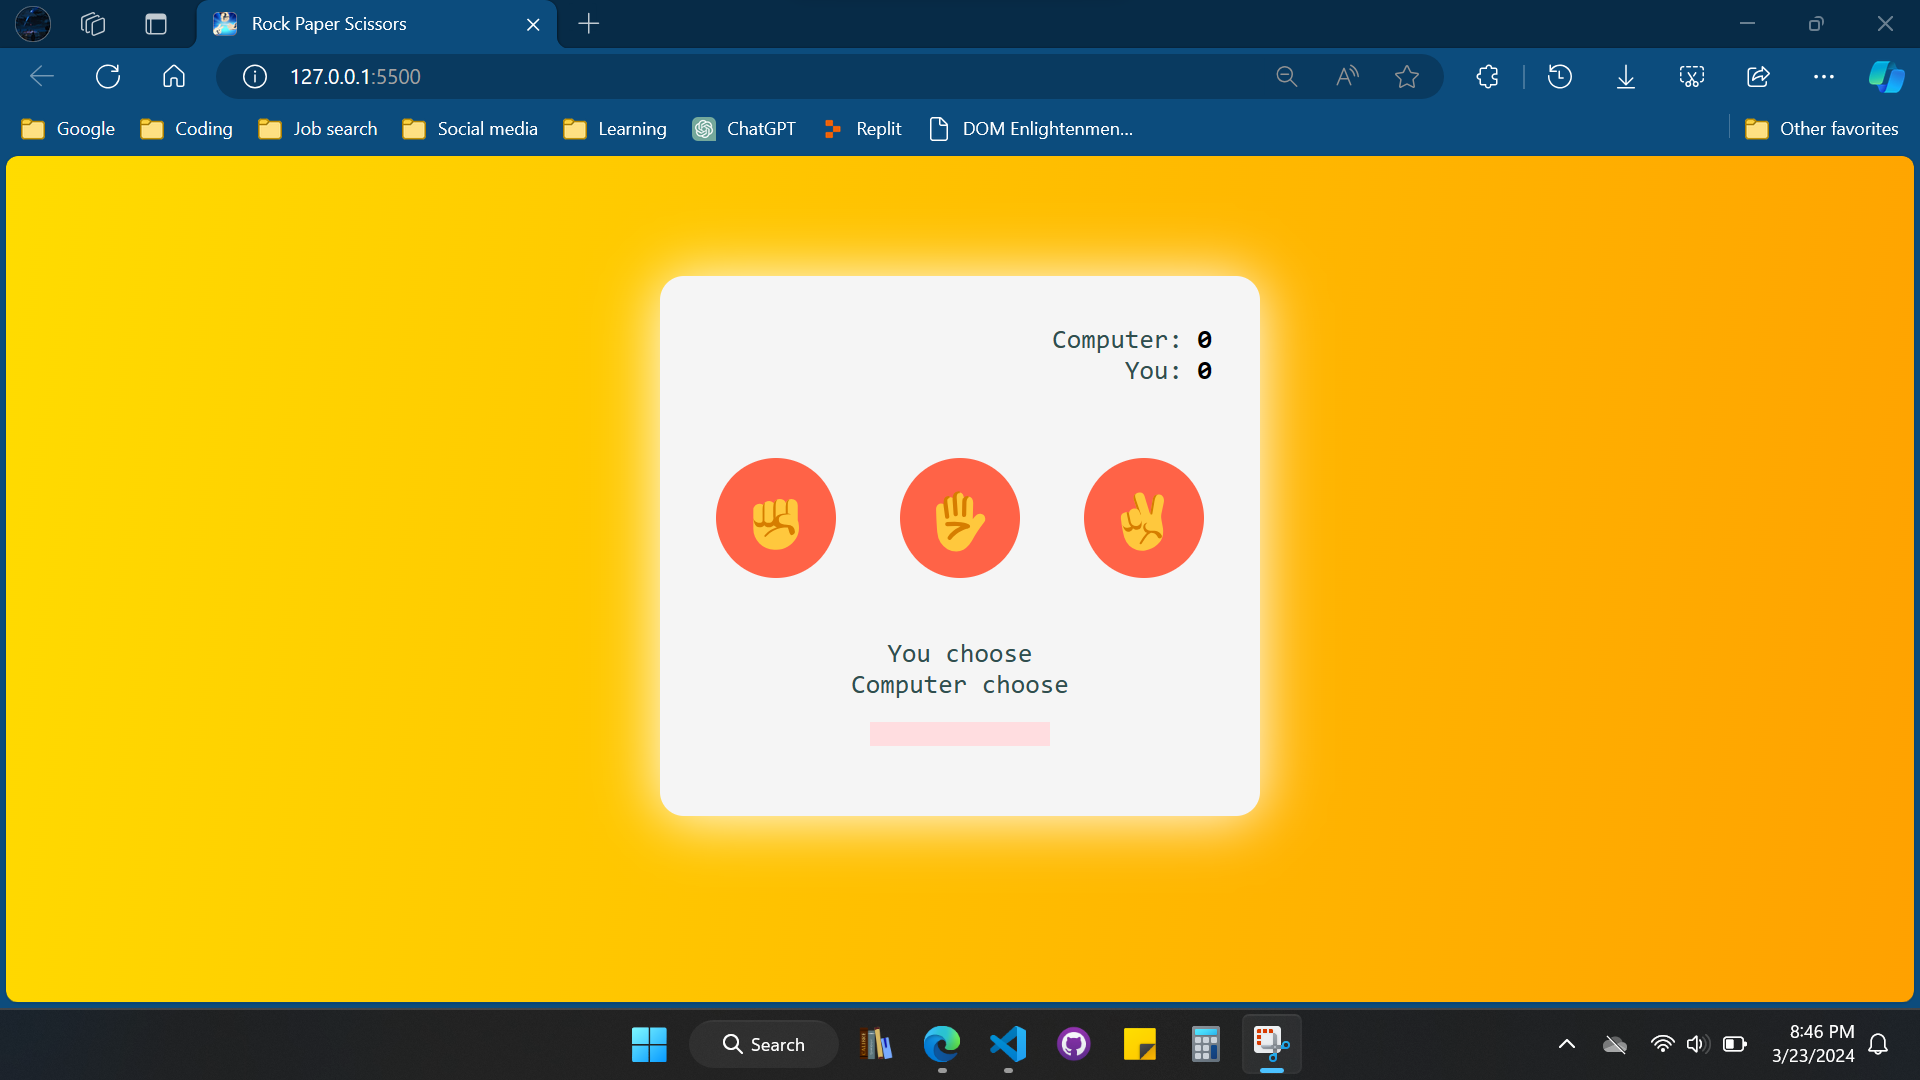 Rock Paper Scissors
127.0.0.1:5500
Google Coding Job search Social media Learning ChatGPT Replit DOM Enlightenmen... Other favorites
Computer: 0
You: 0
You choose
Computer choose
Search
8:46 PM
3/23/2024